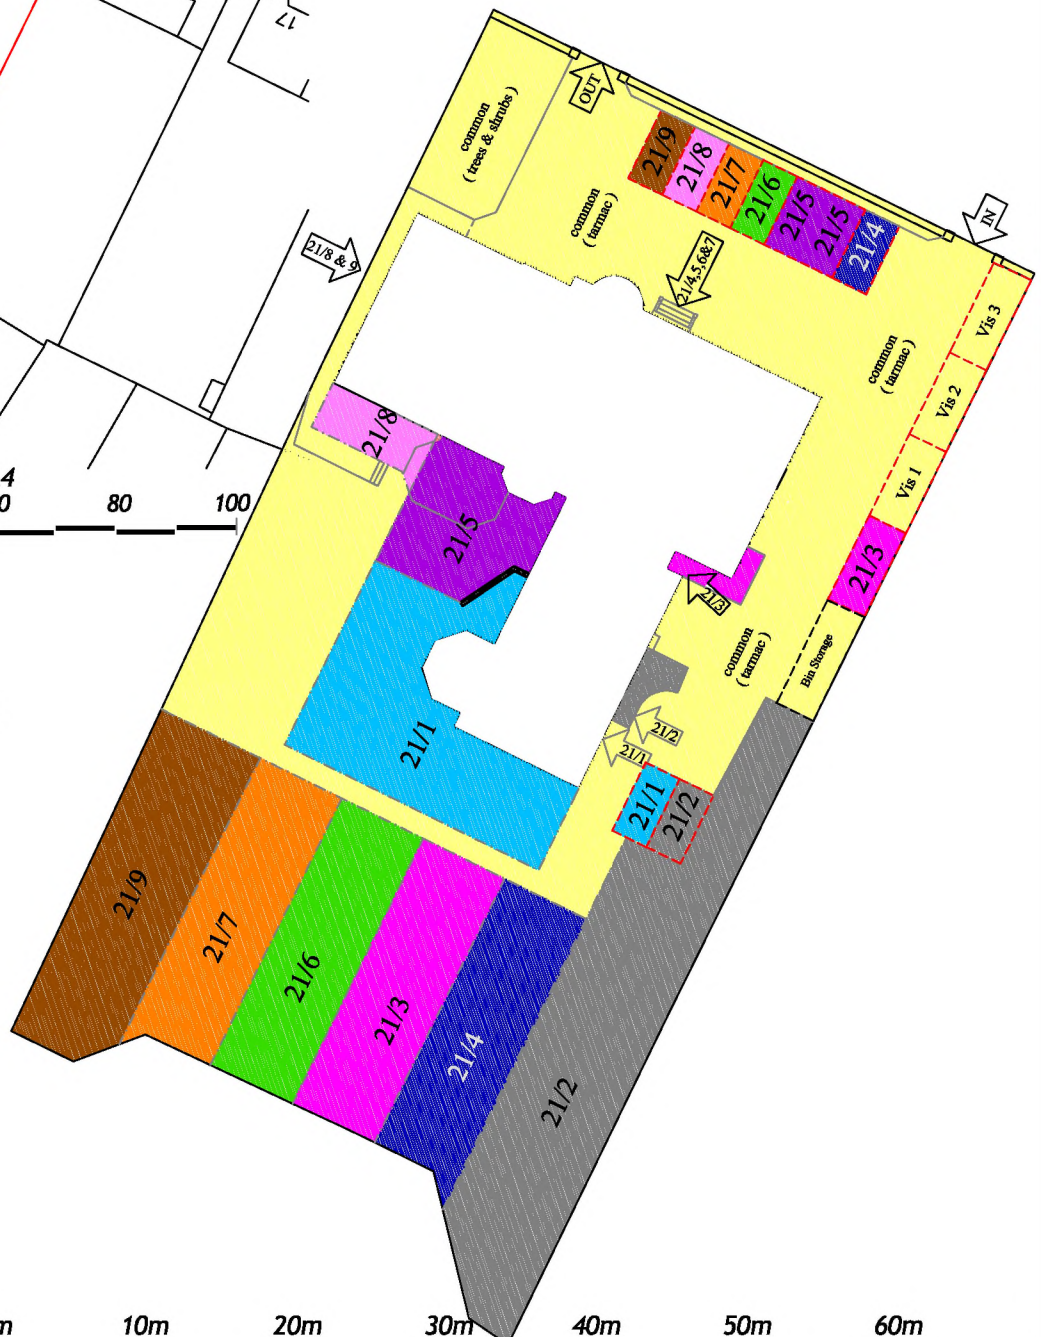 17
OUT
common
( trees & shrubs )
21/9
21/8
21/7
21/6
21/5
21/5
21/4
IN
common
( tarmac )
21/8 & 9
21/4,5,6&7
Vis 3
common
( tarmac )
Vis 2
21/8
Vis 1
4
0
80
100
21/5
21/3
21/3
common
( tarmac )
Bin Storage
21/1
21/2
21/1
21/1
21/2
21/9
21/7
21/6
21/3
21/4
21/2
m
10m
20m
30m
40m
50m
60m